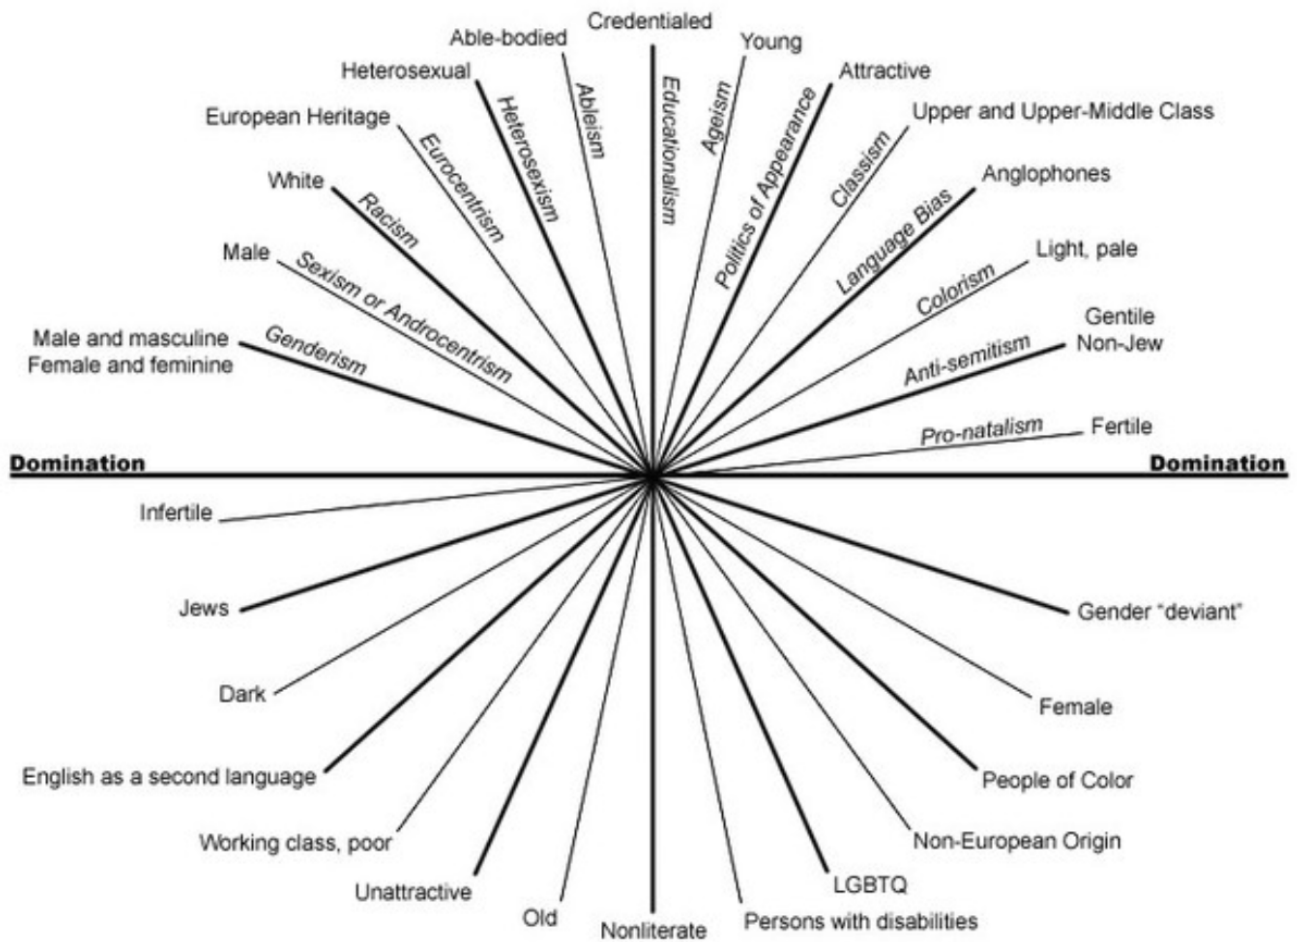 Credentialed
Able-bodied
Young
Heterosexual
Attractive
European Heritage
Upper and Upper-Middle Class
White
Anglophones
Male
Light, pale
Male and masculine
Female and feminine
Gentile
Non-Jew
Fertile
Genderism
Sexism or Androcentrism
Racism
Eurocentrism
Heterosexism
Ableism
Educationalism
Ageism
Politics of Appearance
Classism
Language Bias
Colorism
Anti-semitism
Pro-natalism
Domination
Domination
Infertile
Jews
Gender “deviant”
Dark
Female
English as a second language
People of Color
Working class, poor
Non-European Origin
Unattractive
LGBTQ
Old
Persons with disabilities
Nonliterate